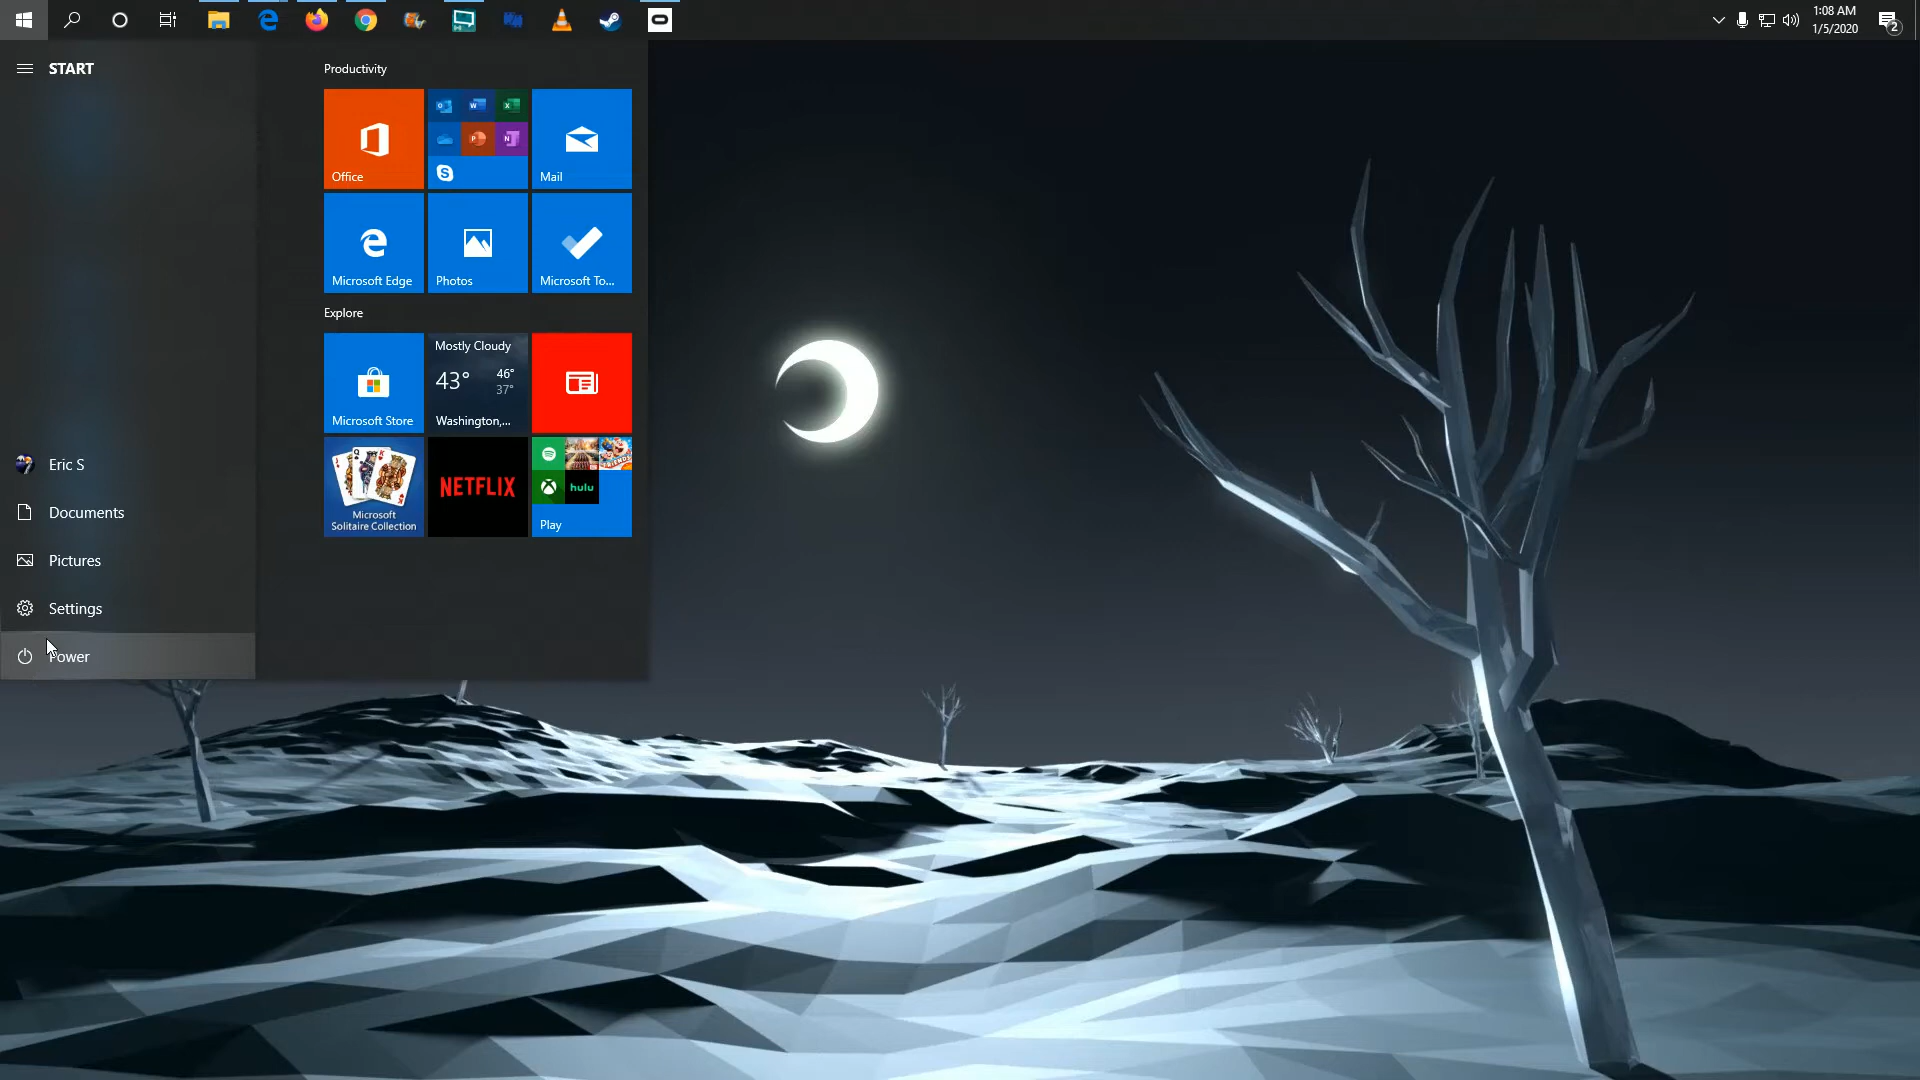 1:08 AM
1/5/2020
2
START
Productivity
Office
Mail
Microsoft Edge
Photos
Microsoft To...
Explore
Microsoft Store
Mostly Cloudy
43°
46°
37°
Washington,...
Microsoft
Solitaire Collection
NETFLIX
hulu
Play
Eric S
Documents
Pictures
Settings
Power